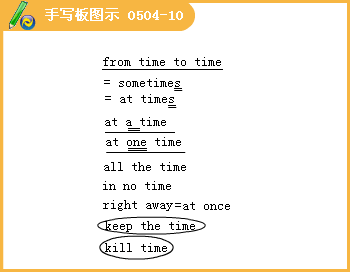 手写板图示 0504-10
from time to time
= sometimes
= at times
at a time
at one time
all the time
in no time
right away=at once
keep the time
kill time